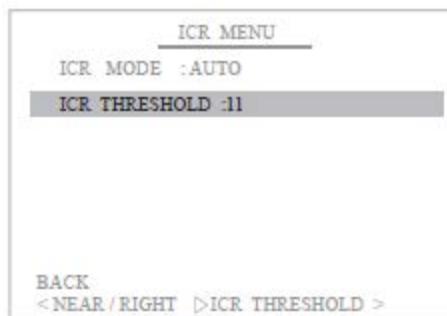 ICR MENU
ICR MODE :AUTO
ICR THRESHOLD :11
BACK
<NEAR / RIGHT ▷ICR THRESHOLD >